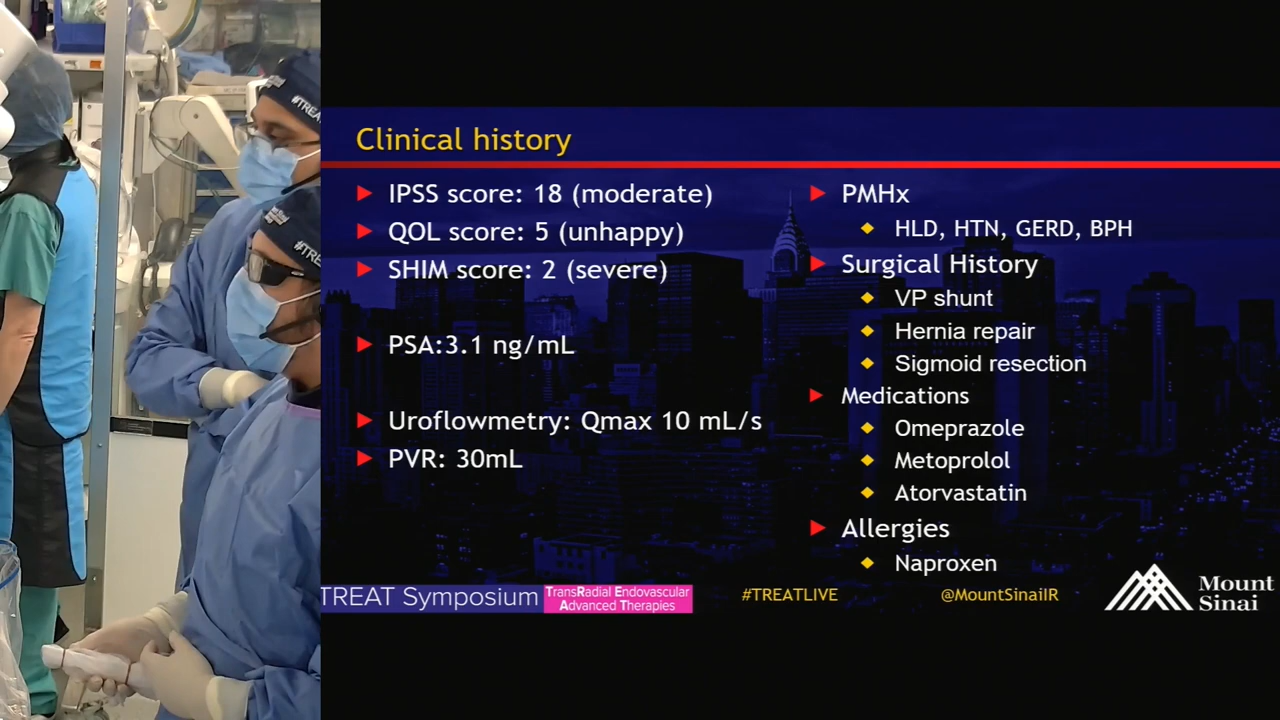 Clinical history
IPSS score: 18 (moderate)
QOL score: 5 (unhappy)
SHIM score: 2 (severe)
PSA:3.1 ng/mL
Uroflowmetry: Qmax 10 mL/s
PVR: 30mL
PMHx
HLD, HTN, GERD, BPH
Surgical History
VP shunt
Hernia repair
Sigmoid resection
Medications
Omeprazole
Metoprolol
Atorvastatin
Allergies
Naproxen
TREAT Symposium
TransRadial Endovascular
Advanced Therapies
#TREATLIVE
@MountSinaiIR
Mount
Sinai
#TREA
#TRE